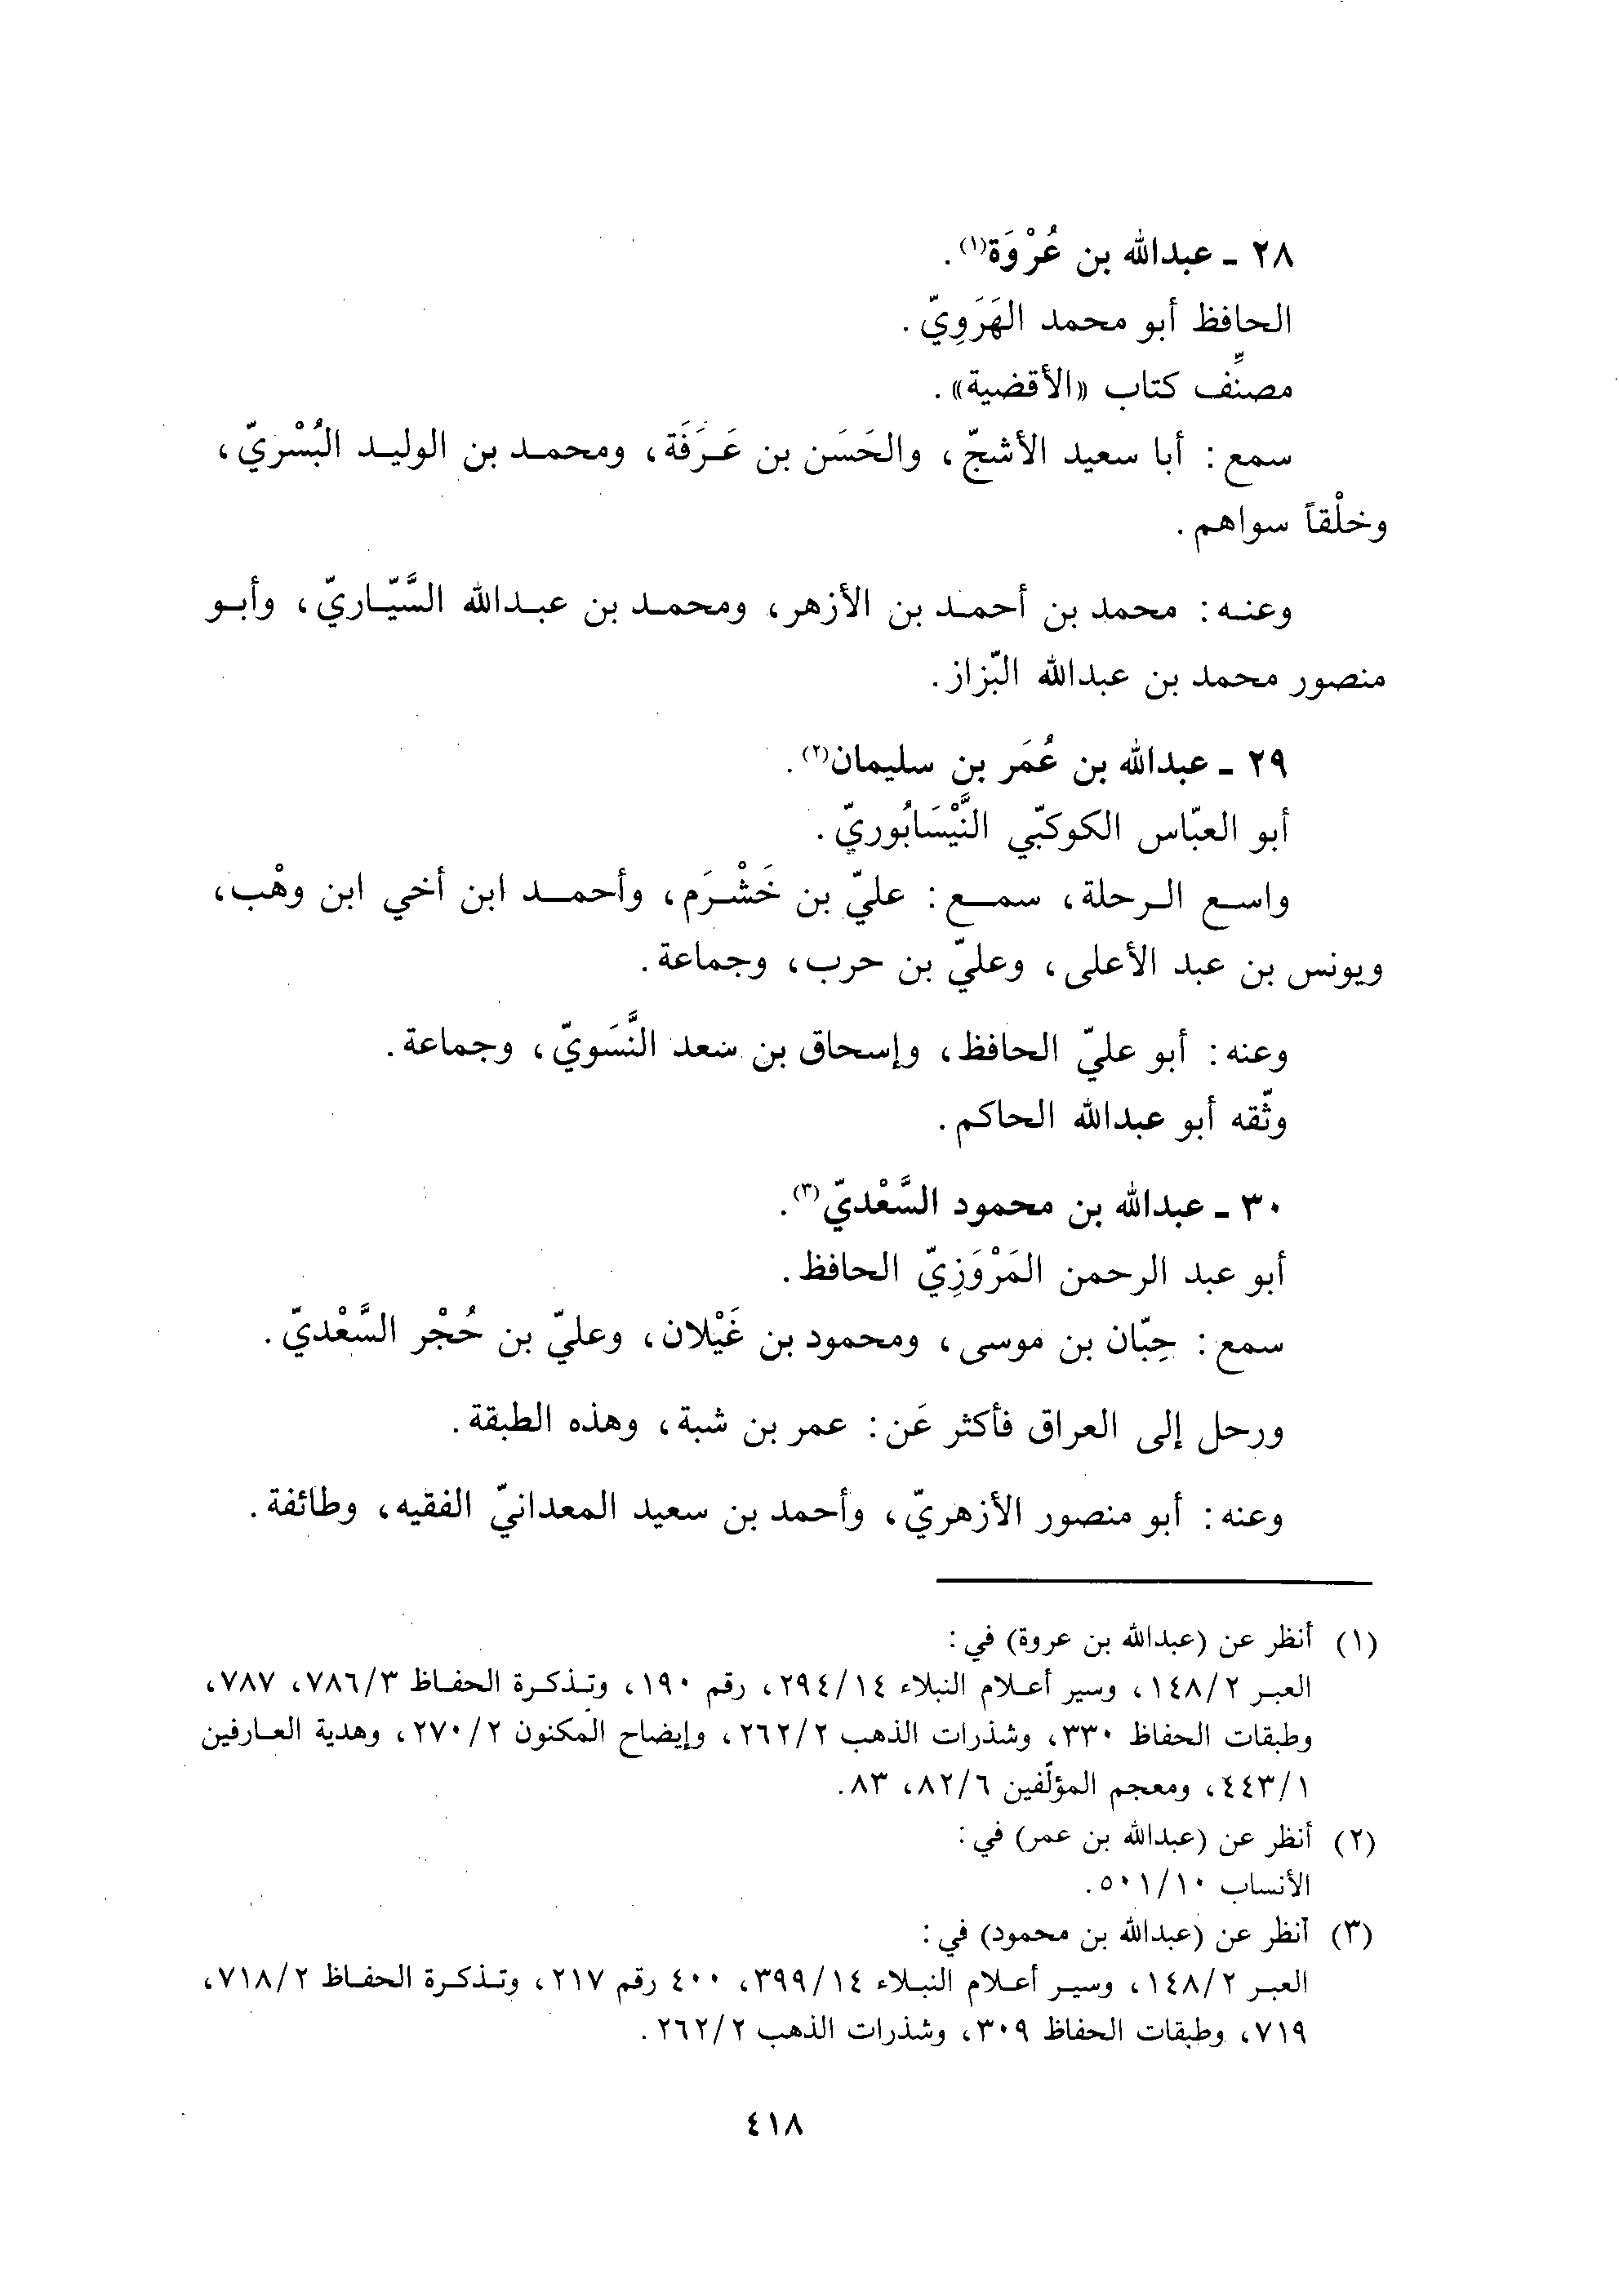 ٢٨ ـ عبدالله بن عُرْوَة(١).
الحافظ أبو محمد الهَرَوِيّ.
مصنِّف كتاب «الأقضية».
سمع: أبا سعيد الأشجّ، والحَسَن بن عَرَفَة، ومحمد بن الوليد البُسْريّ،
وخلْقاً سواهم.
وعنه: محمد بن أحمد بن الأزهر، ومحمد بن عبدالله السَّيّاريّ، وأبو
منصور محمد بن عبدالله البّزاز.
٢٩ ـ عبدالله بن عُمَر بن سليمان(٢).
أبو العبّاس الكوكبّي النَّيْسَابُوريّ.
واسع الرحلة، سمع: عليّ بن خَشْرَم، وأحمد ابن أخي ابن وهْب،
ويونس بن عبد الأعلى، وعليّ بن حرب، وجماعة.
وعنه: أبو عليّ الحافظ، وإسحاق بن سعد النَّسَويّ، وجماعة.
وثّقه أبو عبدالله الحاكم.
٣٠ ـ عبدالله بن محمود السَّعْديّ(٣).
أبو عبد الرحمن المَرْوَزِيّ الحافظ.
سمع: حِبّان بن موسى، ومحمود بن غَيْلان، وعليّ بن حُجْر السَّعْديّ.
ورحل إلى العراق فأكثر عَن: عمر بن شبة، وهذه الطبقة.
وعنه: أبو منصور الأزهريّ، وأحمد بن سعيد المعدانيّ الفقيه، وطائفة.
(١) أنظر عن (عبدالله بن عروة) في:
العبر ١٤٨/٢، وسير أعلام النبلاء ٢٩٤/١٤، رقم ١٩٠، وتذكرة الحفاظ ٧٨٦/٣، ٧٨٧،
وطبقات الحفاظ ٣٣٠، وشذرات الذهب ٢٦٢/٢، وإيضاح المكنون ٢٧٠/٢، وهدية العارفين
٤٤٣/١، ومعجم المؤلّفين ٨٢/٦، ٨٣.
(٢) أنظر عن (عبدالله بن عمر) في:
الأنساب ٥٠١/١٠.
(٣) أنظر عن (عبدالله بن محمود) في:
العبر ١٤٨/٢، وسير أعلام النبلاء ٣٩٩/١٤، ٤٠٠ رقم ٢١٧، وتذكرة الحفاظ ٧١٨/٢،
٧١٩، وطبقات الحفاظ ٣٠٩، وشذرات الذهب ٢٦٢/٢.
٤١٨